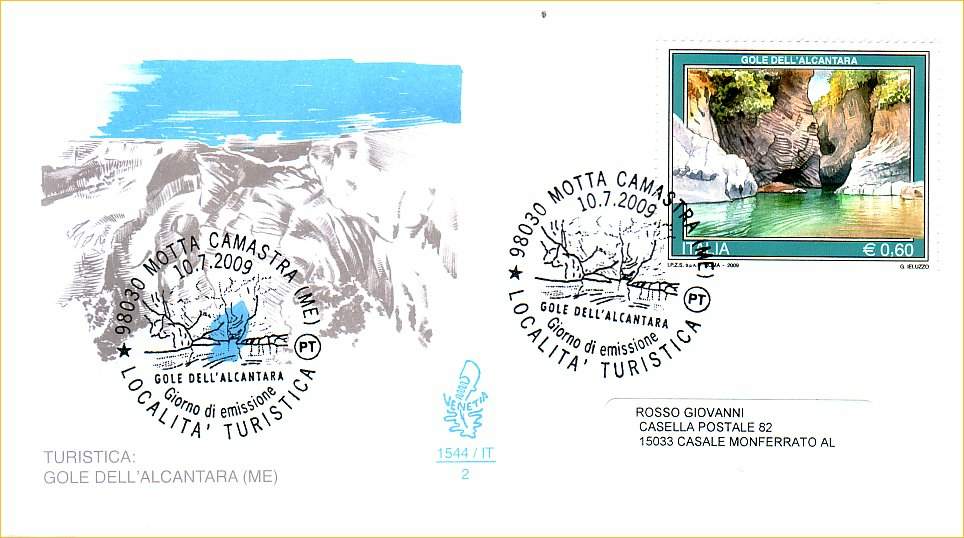 GOLE DELL'ALCANTARA
ITALIA
€ 0,60
2009
G. IELUZZO
98030 MOTTA CAMASTRA (ME)
10.7.2009
GOLE DELL'ALCANTARA
Giorno di emissione
★ LOCALITA' TURISTICA PT
98030 MOTTA CAMASTRA (ME)
10.7.2009
GOLE DELL'ALCANTARA
Giorno di emissione
★ LOCALITA' TURISTICA PT
VENETIA
1544 / IT
2
TURISTICA:
GOLE DELL'ALCANTARA (ME)
ROSSO GIOVANNI
CASELLA POSTALE 82
15033 CASALE MONFERRATO AL